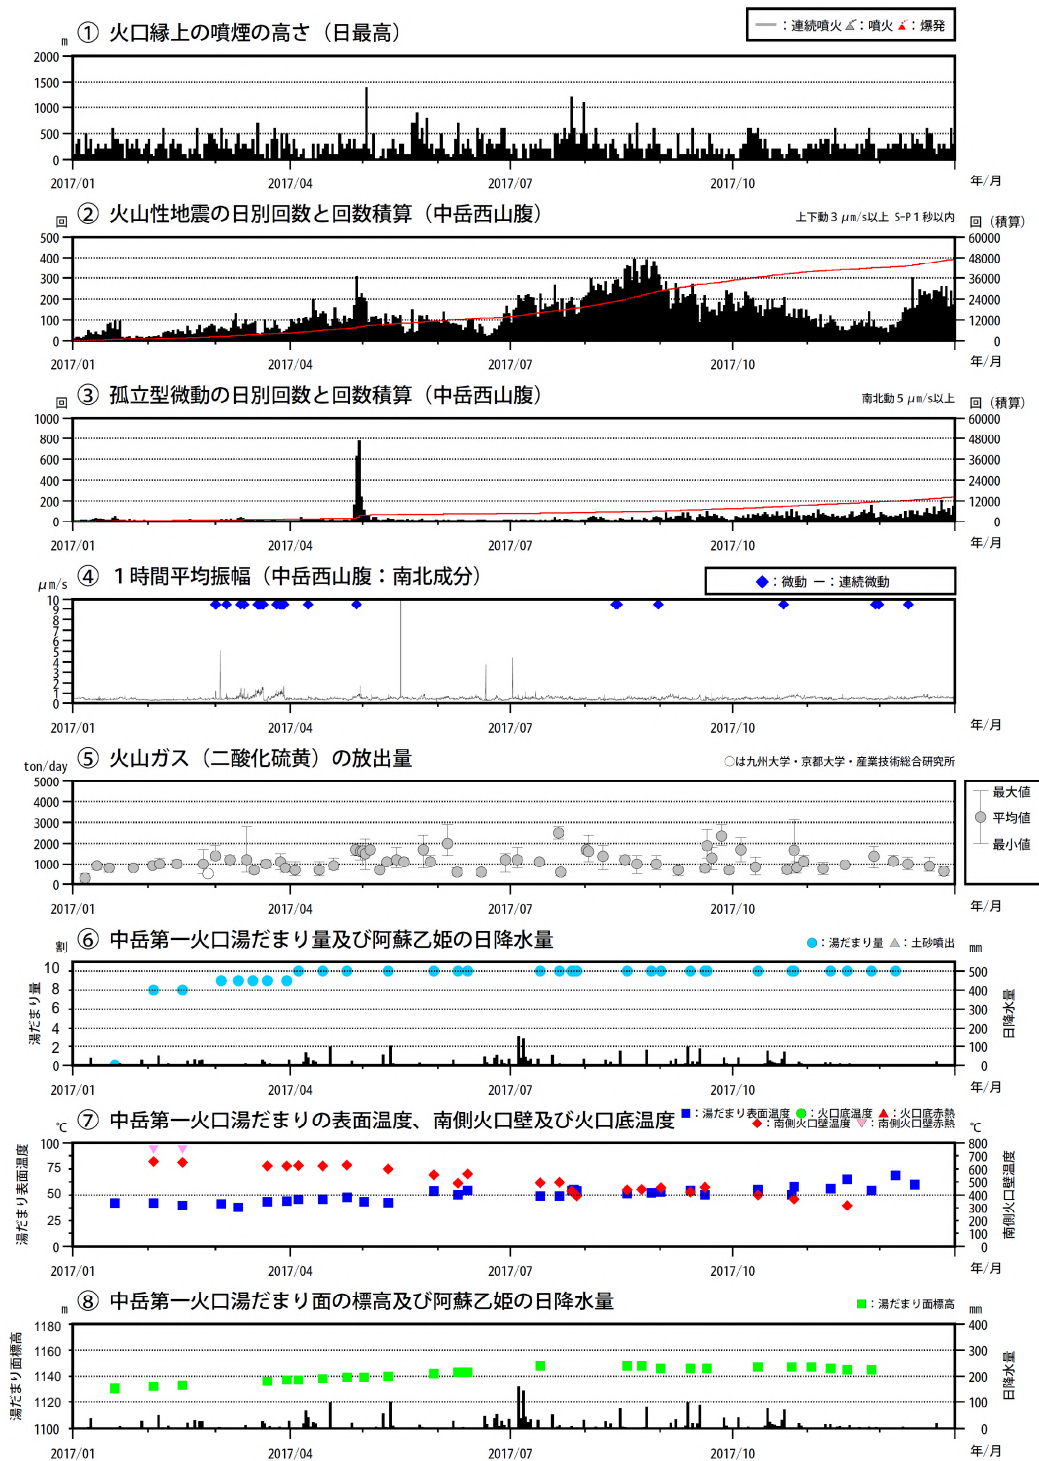 ① 火口縁上の噴煙の高さ（日最高）
━━：連続噴火 ：噴火 ：爆発
m
2000
1500
1000
500
0
2017/01 2017/04 2017/07 2017/10 年/月
② 火山性地震の日別回数と回数積算（中岳西山腹）
上下動３μm/s以上 S-P１秒以内
回 回（積算）
500 60000
400 48000
300 36000
200 24000
100 12000
0 0
2017/01 2017/04 2017/07 2017/10 年/月
③ 孤立型微動の日別回数と回数積算（中岳西山腹）
南北動５μm/s以上
回 回（積算）
1000 60000
800 48000
600 36000
400 24000
200 12000
0 0
2017/01 2017/04 2017/07 2017/10 年/月
④ １時間平均振幅（中岳西山腹：南北成分）
◆：微動 ー：連続微動
μm/s
10
9
8
7
6
5
4
3
2
1
0
2017/01 2017/04 2017/07 2017/10 年/月
⑤ 火山ガス（二酸化硫黄）の放出量
○は九州大学・京都大学・産業技術総合研究所
ton/day
5000
4000
3000
2000
1000
0
最大値
平均値
最小値
2017/01 2017/04 2017/07 2017/10 年/月
⑥ 中岳第一火口湯だまり量及び阿蘇乙姫の日降水量
●：湯だまり量 ▲：土砂噴出
割 mm
湯だまり量
日降水量
10 500
8 400
6 300
4 200
2 100
0 0
2017/01 2017/04 2017/07 2017/10 年/月
⑦ 中岳第一火口湯だまりの表面温度、南側火口壁及び火口底温度
■：湯だまり表面温度 ●：火口底温度 ▲：火口底赤熱
◆：南側火口壁温度 ▼：南側火口壁赤熱
℃ ℃
湯だまり表面温度
南側火口壁温度
100
75
50
25
0
800
700
600
500
400
300
200
100
0
2017/01 2017/04 2017/07 2017/10 年/月
⑧ 中岳第一火口湯だまり面の標高及び阿蘇乙姫の日降水量
■：湯だまり面標高
m mm
湯だまり面標高
日降水量
1180 400
1160 300
1140 200
1120 100
1100 0
2017/01 2017/04 2017/07 2017/10 年/月